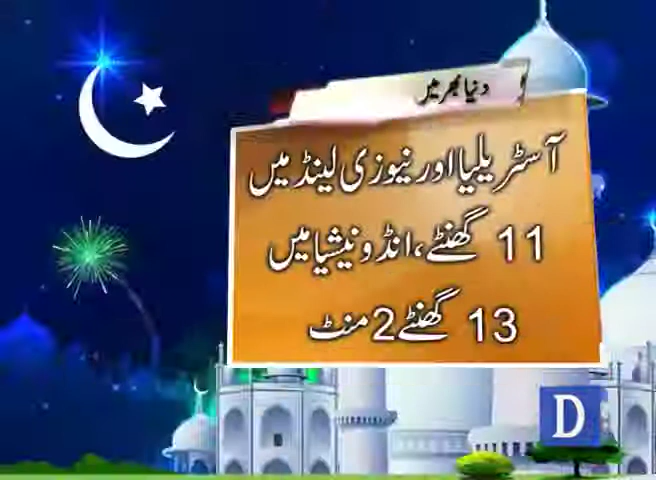 دنیا بھر میں
آسٹریلیا اور نیوزی لینڈ میں
11 گھنٹے، انڈونیشیا میں
13 گھنٹے 2 منٹ
D